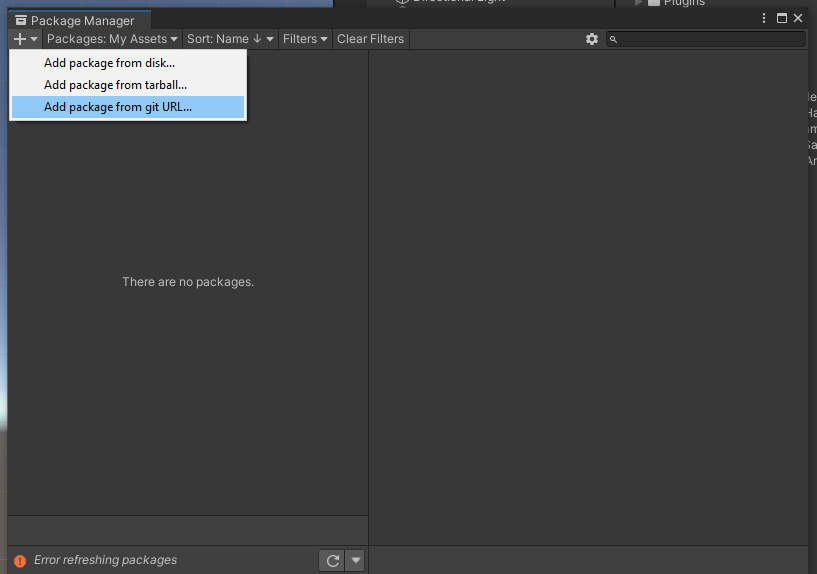 Directional Light
Plugins
Package Manager
Packages: My Assets Sort: Name ↓ Filters Clear Filters
Add package from disk...
Add package from tarball...
Add package from git URL...
There are no packages.
Error refreshing packages